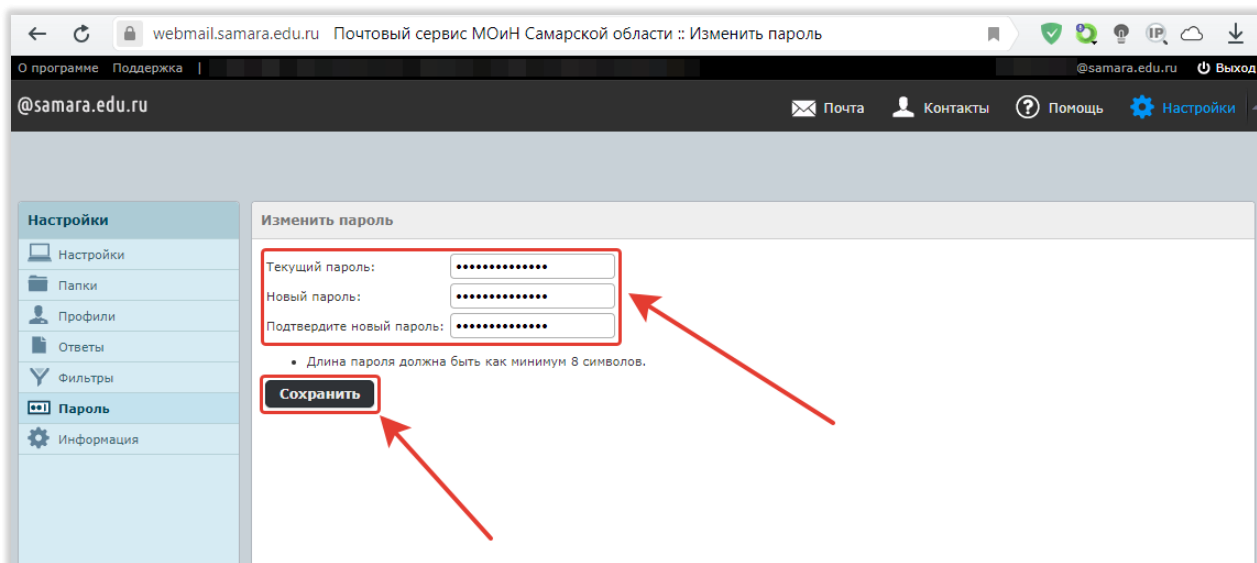 webmail.samara.edu.ru Почтовый сервис МОиН Самарской области :: Изменить пароль
О программе Поддержка | @samara.edu.ru Выход
@samara.edu.ru Почта Контакты Помощь Настройки
Настройки
Настройки
Папки
Профили
Ответы
Фильтры
Пароль
Информация
Изменить пароль
Текущий пароль: ••••••••••••••
Новый пароль: ••••••••••••••
Подтвердите новый пароль: ••••••••••••••
• Длина пароля должна быть как минимум 8 символов.
Сохранить